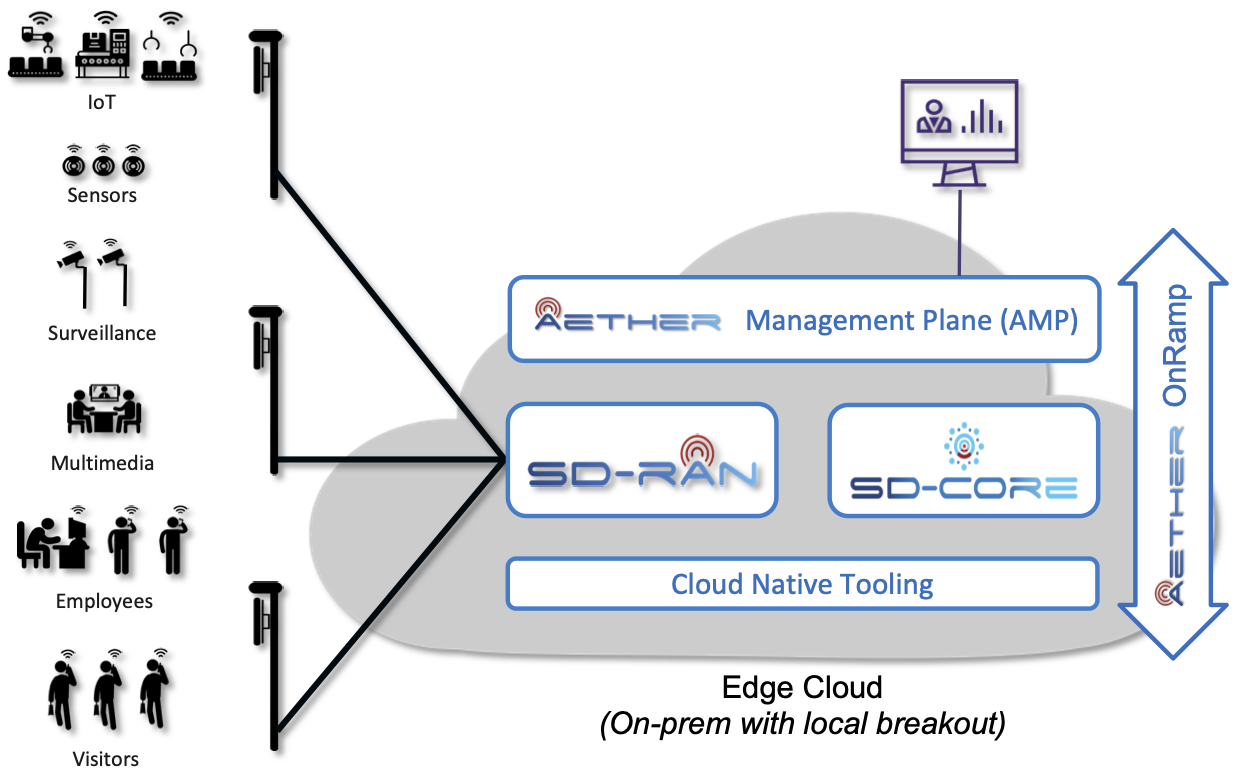 IoT
Sensors
Surveillance
Multimedia
Employees
Visitors
AETHER Management Plane (AMP)
SD-RAN
SD-CORE
Cloud Native Tooling
AETHER OnRamp
Edge Cloud
(On-prem with local breakout)